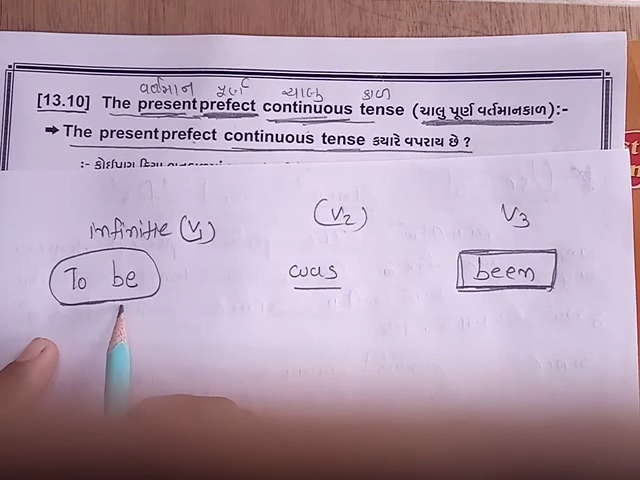 વર્તમાન પૂર્ણ ચાલુ કાળ
[13.10] The present prefect continuous tense (ચાલુ પૂર્ણ વર્તમાનકાળ):-
➡ The present prefect continuous tense ક્યારે વપરાય છે ?
infinitie (V1) (V2) V3
To be was been